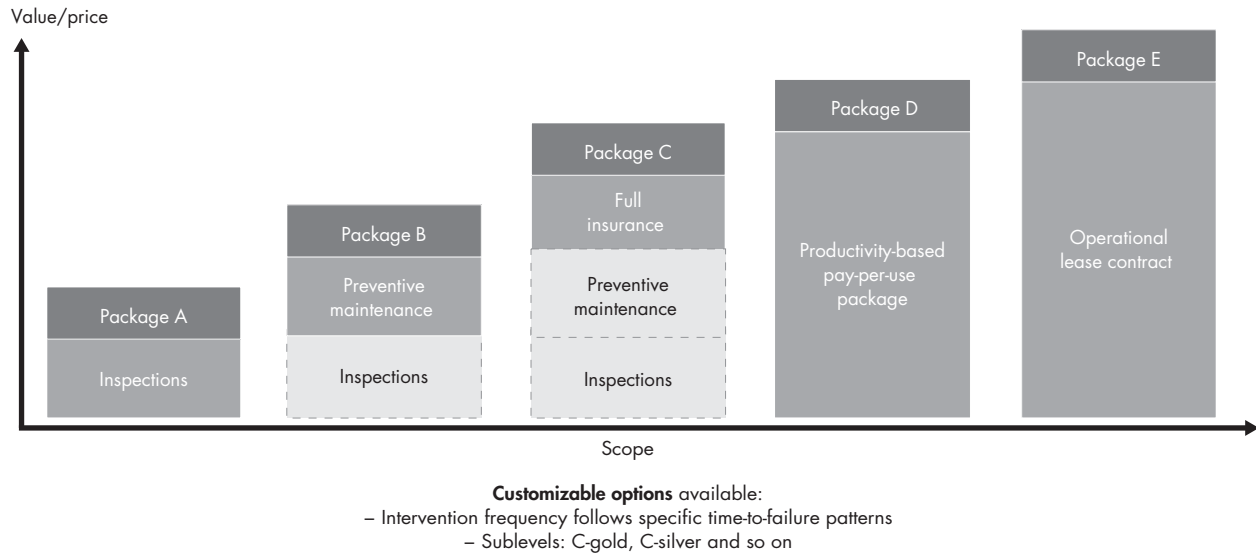 Value/price
Package A
Inspections
Package B
Preventive
maintenance
Inspections
Package C
Full
insurance
Preventive
maintenance
Inspections
Package D
Productivity-based
pay-per-use
package
Package E
Operational
lease contract
Scope
Customizable options available:
– Intervention frequency follows specific time-to-failure patterns
– Sublevels: C-gold, C-silver and so on